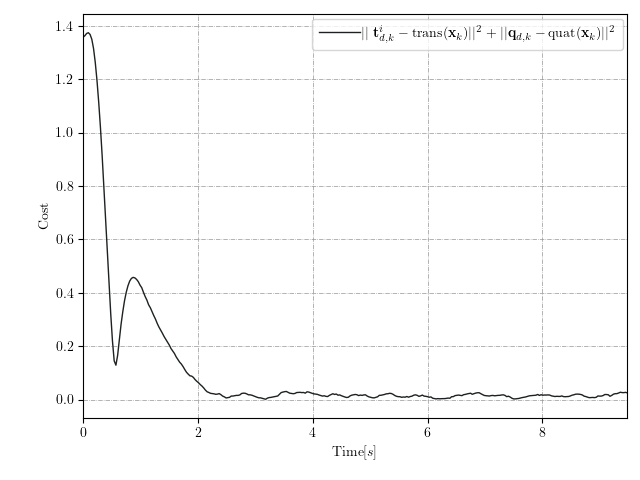 || t^i_{d,k} − trans(x_k)||^2 + ||q_{d,k} − quat(x_k)||^2
1.4
1.2
1.0
0.8
0.6
0.4
0.2
0.0
Cost
0 2 4 6 8
Time[s]